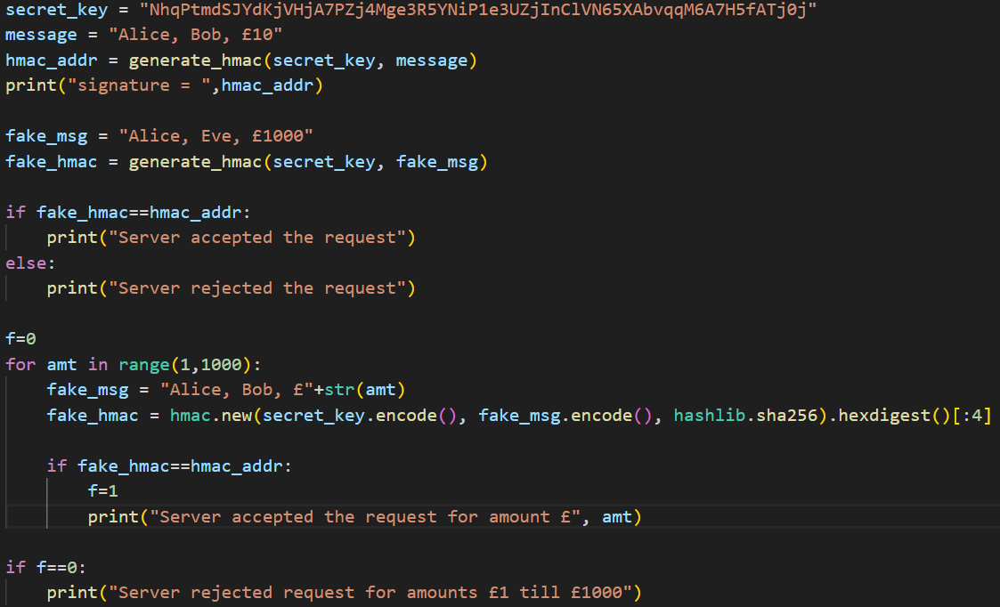 secret_key = "NhqPtmdSJYdKjVHjA7PZj4Mge3R5YNiP1e3UZjInClVN65XAbvqqM6A7H5fATj0j"
message = "Alice, Bob, £10"
hmac_addr = generate_hmac(secret_key, message)
print("signature = ",hmac_addr)
fake_msg = "Alice, Eve, £1000"
fake_hmac = generate_hmac(secret_key, fake_msg)
if fake_hmac==hmac_addr:
    print("Server accepted the request")
else:
    print("Server rejected the request")
f=0
for amt in range(1,1000):
    fake_msg = "Alice, Bob, £"+str(amt)
    fake_hmac = hmac.new(secret_key.encode(), fake_msg.encode(), hashlib.sha256).hexdigest()[:4]
    if fake_hmac==hmac_addr:
        f=1
        print("Server accepted the request for amount £", amt)
if f==0:
    print("Server rejected request for amounts £1 till £1000")